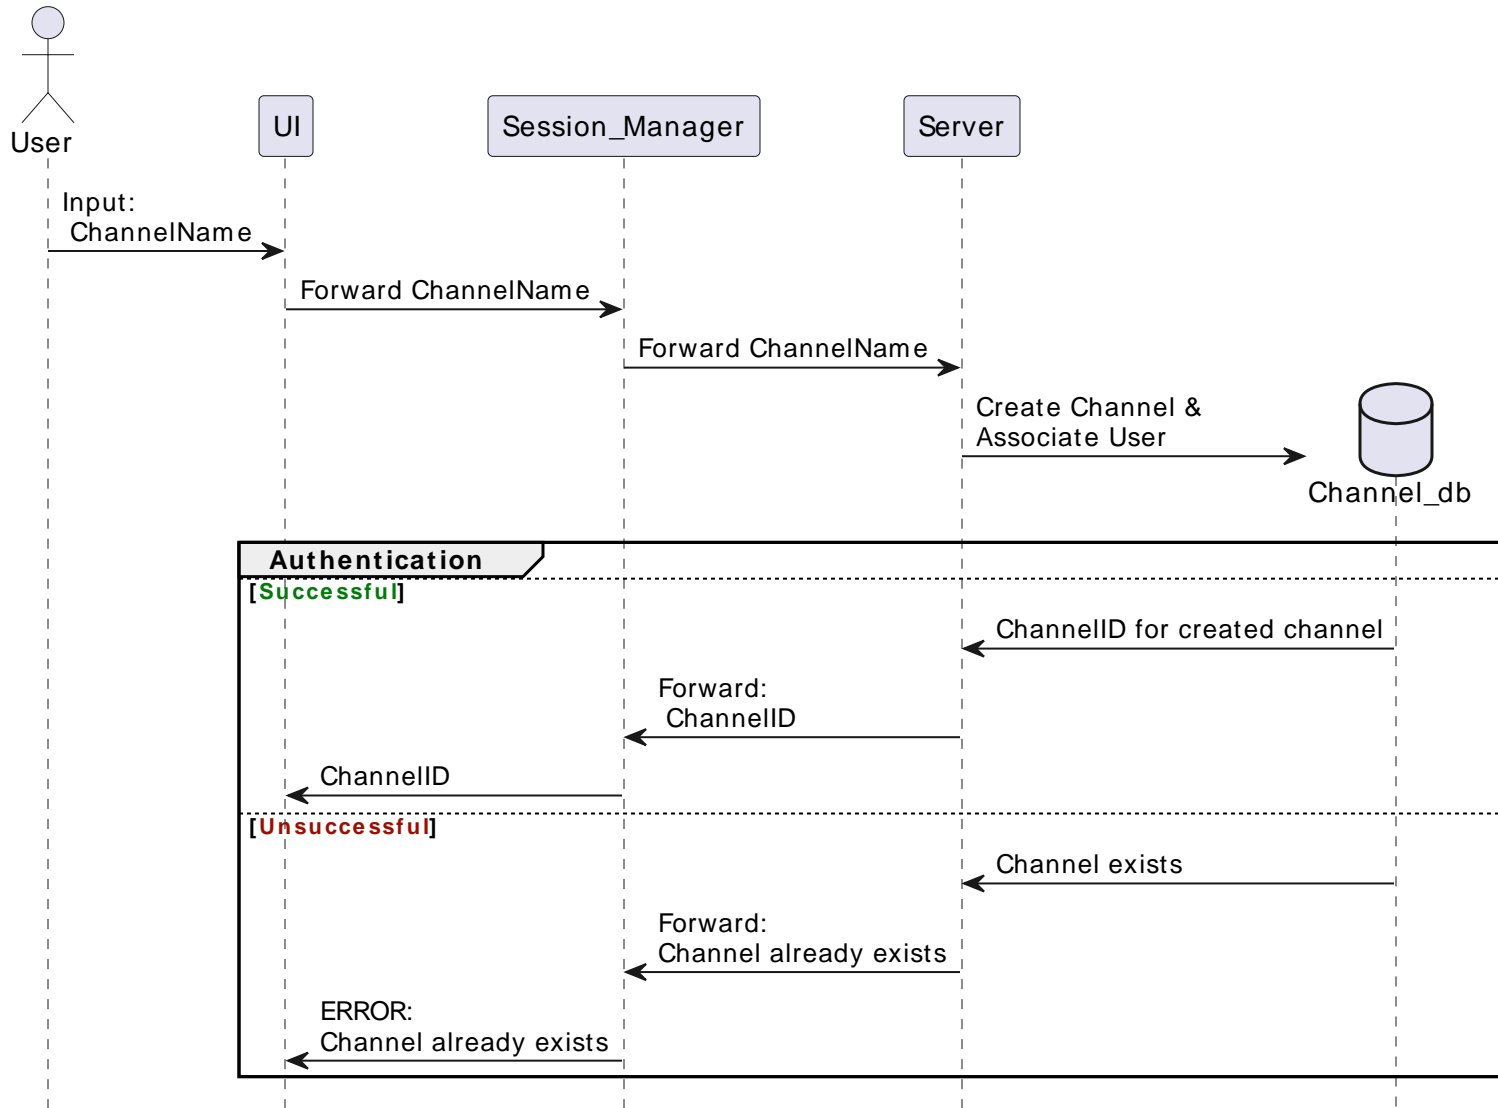 User
UI
Session_Manager
Server
Input:
ChannelName
Forward ChannelName
Forward ChannelName
Create Channel &
Associate User
Channel_db
Authentication
[Successful]
ChannelID for created channel
Forward:
ChannelID
ChannelID
[Unsuccessful]
Channel exists
Forward:
Channel already exists
ERROR:
Channel already exists